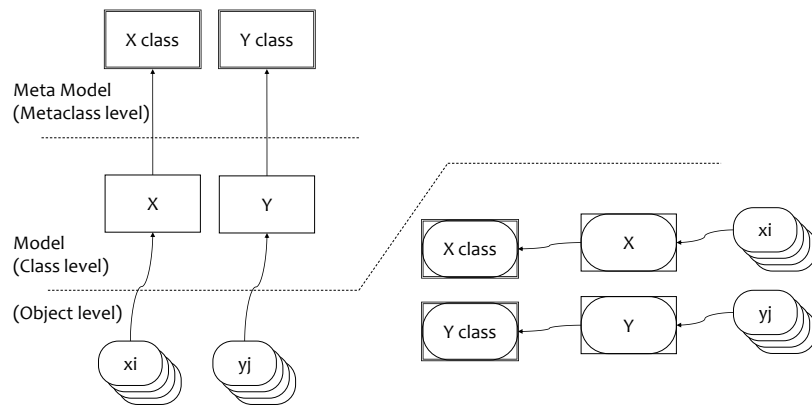 X class
Y class
Meta Model
(Metaclass level)
X
Y
Model
(Class level)
(Object level)
xi
yj
X class
X
xi
Y class
Y
yj